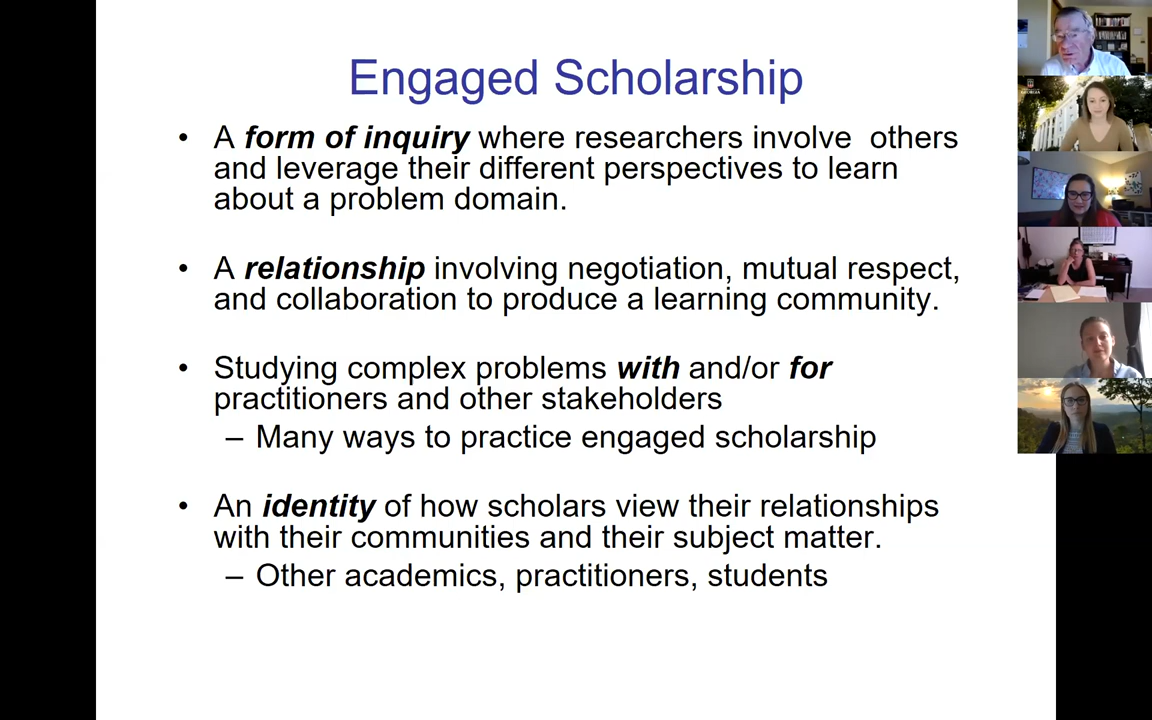 Engaged Scholarship
• A form of inquiry where researchers involve  others
and leverage their different perspectives to learn
about a problem domain.
• A relationship involving negotiation, mutual respect,
and collaboration to produce a learning community.
• Studying complex problems with and/or for
practitioners and other stakeholders
– Many ways to practice engaged scholarship
• An identity of how scholars view their relationships
with their communities and their subject matter.
– Other academics, practitioners, students